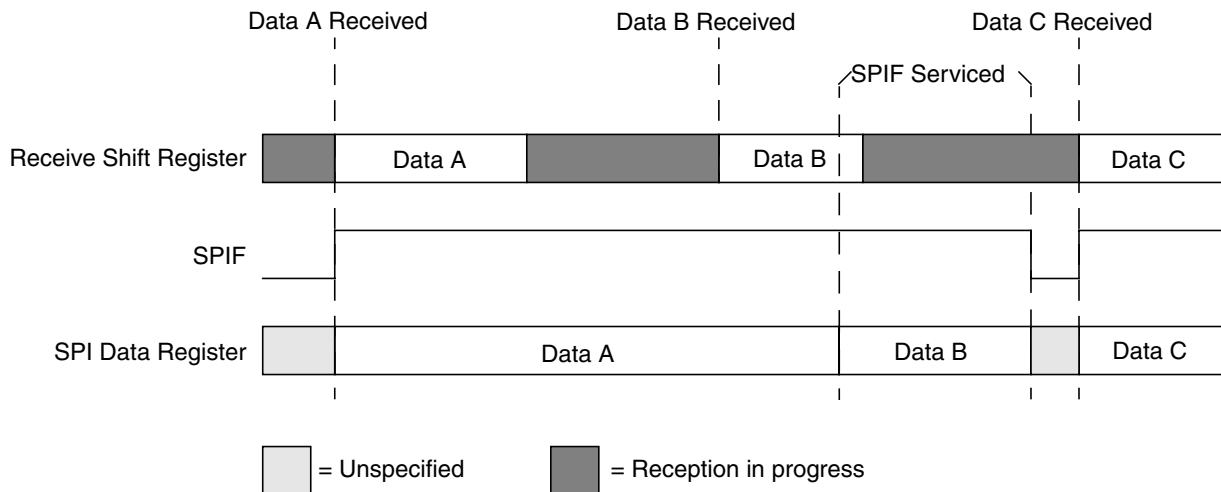 Data A Received
Data B Received
Data C Received
SPIF Serviced
Receive Shift Register
Data A
Data B
Data C
SPIF
SPI Data Register
Data A
Data B
Data C
= Unspecified
= Reception in progress